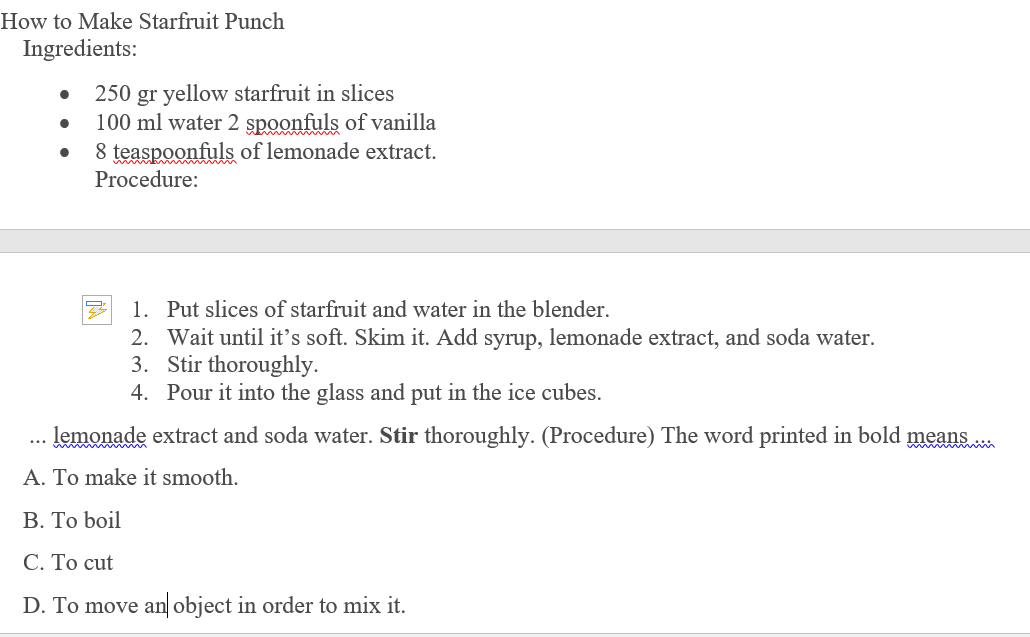 How to Make Starfruit Punch
Ingredients:
• 250 gr yellow starfruit in slices
• 100 ml water 2 spoonfuls of vanilla
• 8 teaspoonfuls of lemonade extract.
Procedure:
1. Put slices of starfruit and water in the blender.
2. Wait until it’s soft. Skim it. Add syrup, lemonade extract, and soda water.
3. Stir thoroughly.
4. Pour it into the glass and put in the ice cubes.
... lemonade extract and soda water. Stir thoroughly. (Procedure) The word printed in bold means ...
A. To make it smooth.
B. To boil
C. To cut
D. To move an object in order to mix it.